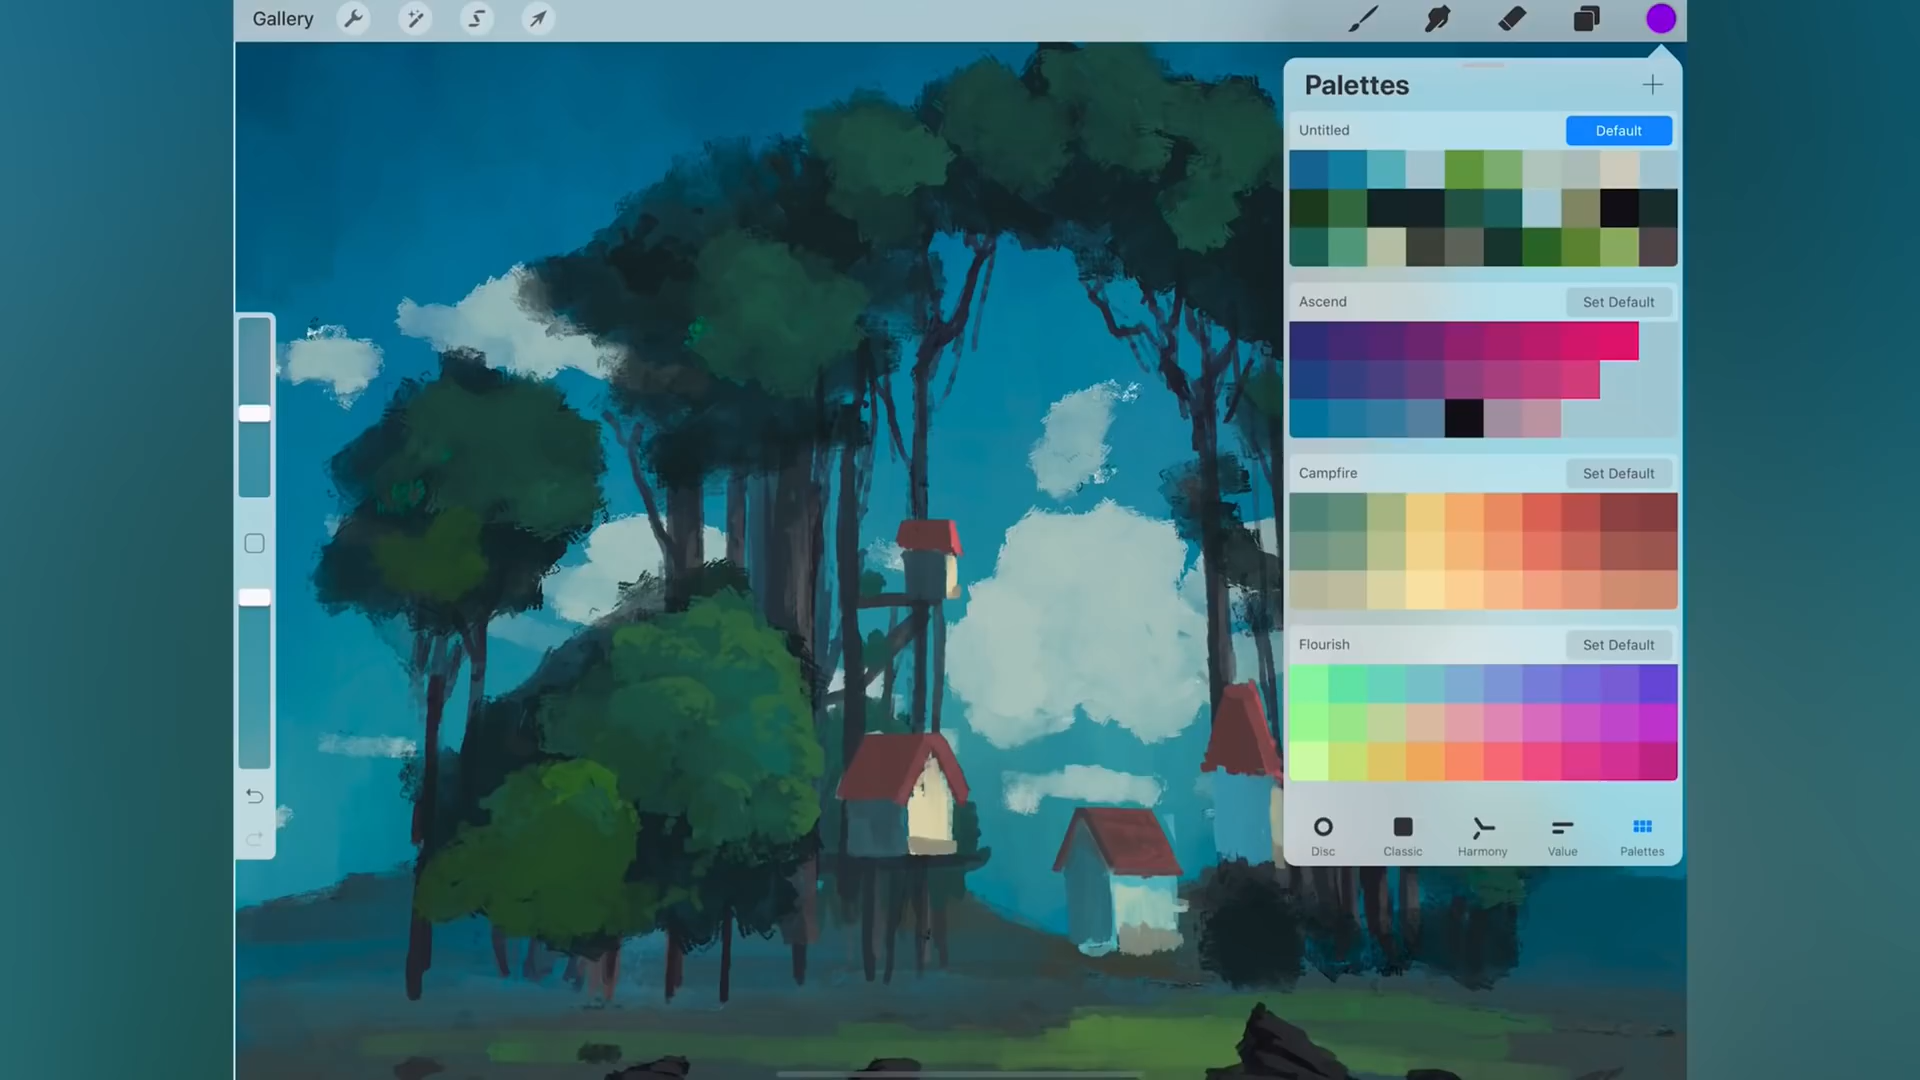 Gallery
Palettes
Untitled
Default
Ascend
Set Default
Campfire
Set Default
Flourish
Set Default
Disc
Classic
Harmony
Value
Palettes